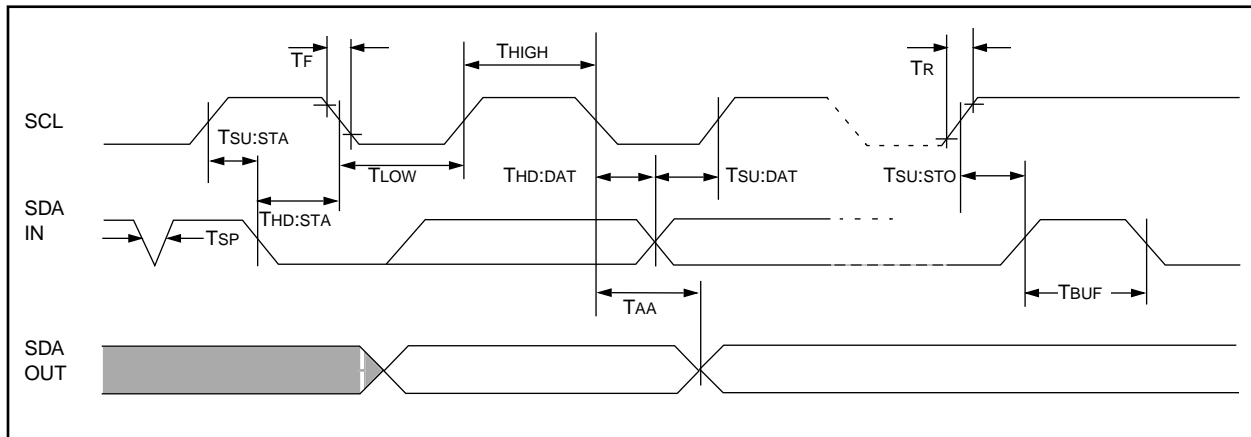 TF
THIGH
TR
SCL
TSU:STA
TLOW
THD:DAT
TSU:DAT
TSU:STO
THD:STA
SDA
IN
TSP
TAA
TBUF
SDA
OUT